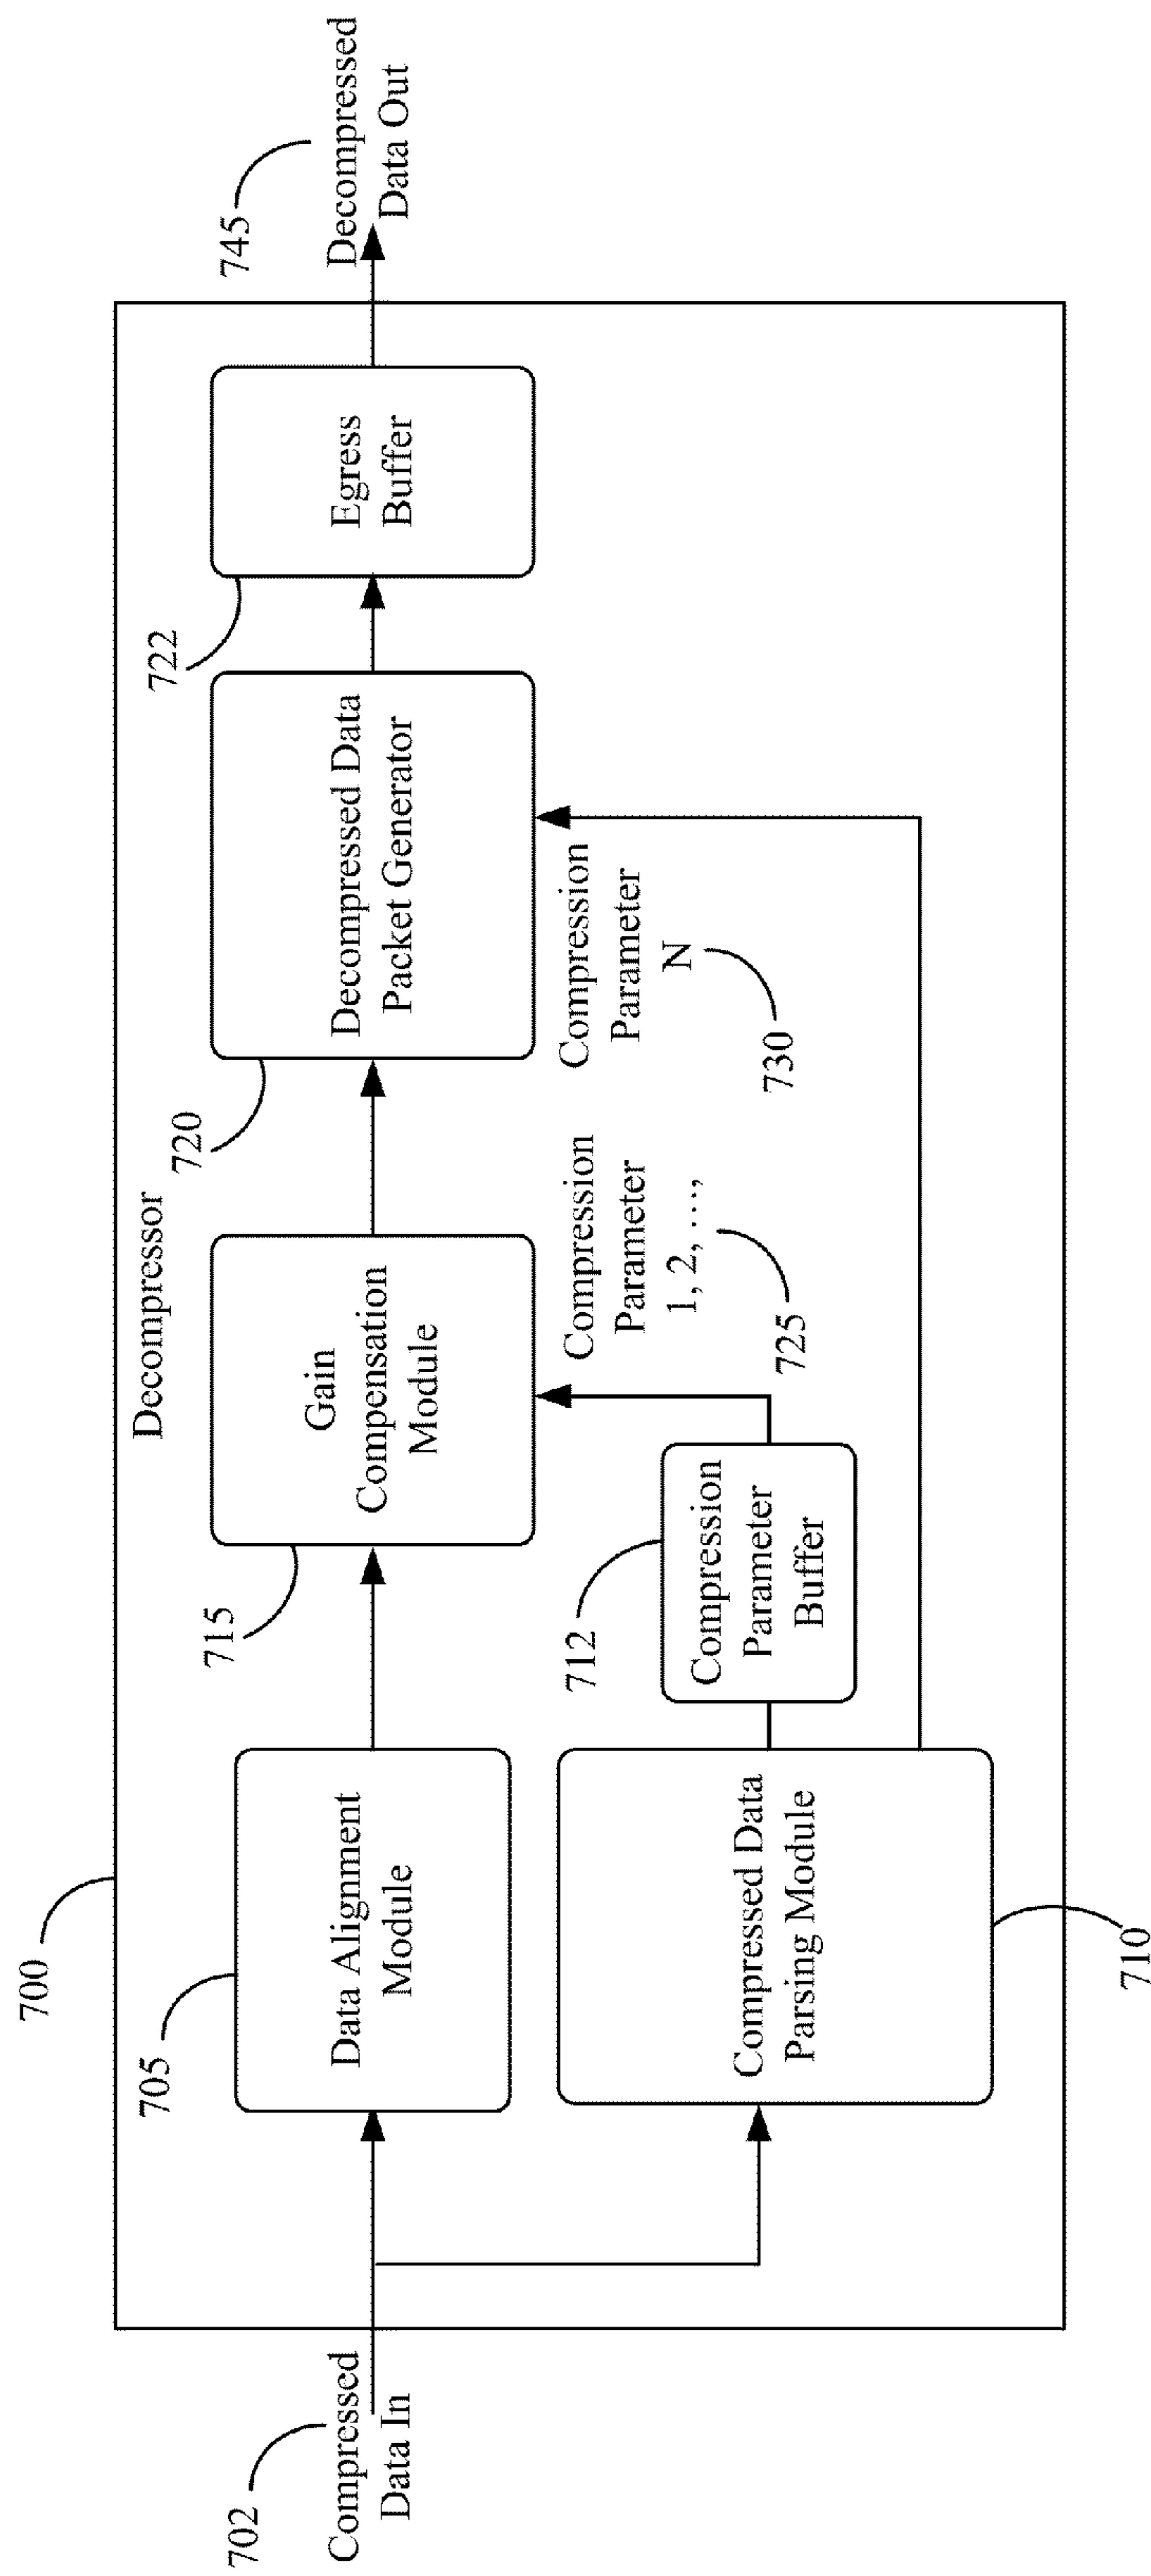 700
Decompressor
702
Compressed
Data In
705
Data Alignment
Module
715
Gain
Compensation
Module
720
Decompressed Data
Packet Generator
722
Egress
Buffer
745
Decompressed
Data Out
710
Compressed Data
Parsing Module
712
Compression
Parameter
Buffer
Compression
Parameter
1, 2, …,
725
Compression
Parameter
N
730